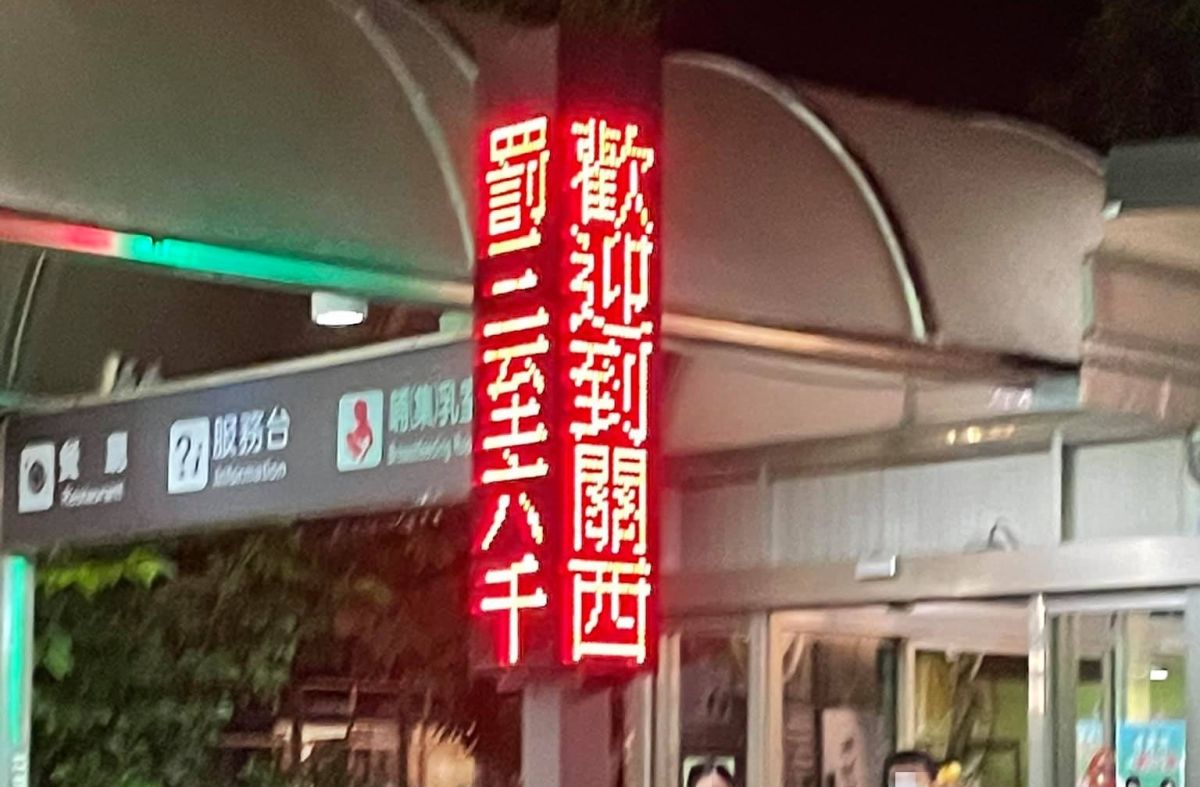 歡迎到關西
罰三至六千
餐廳
Restaurant
服務台
Information
哺集乳室
Breastfeeding